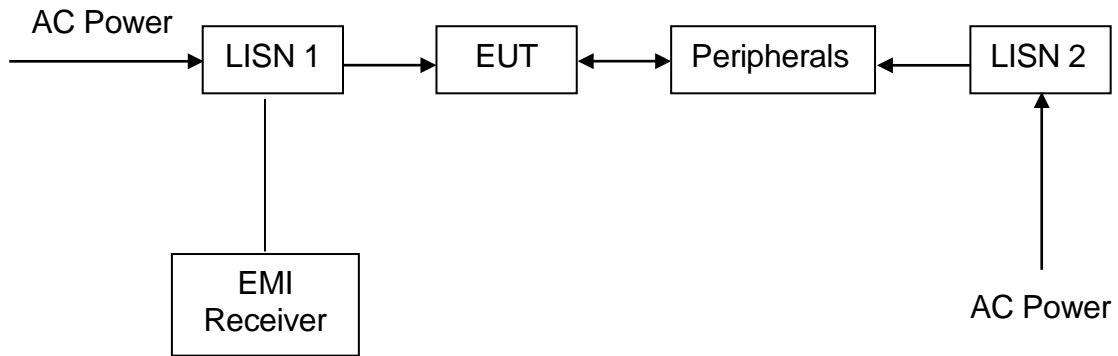 AC Power
LISN 1
EUT
Peripherals
LISN 2
EMI
Receiver
AC Power